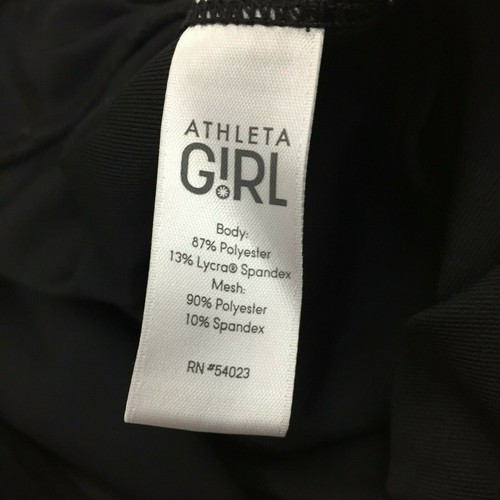 ATHLETA
G!RL
Body:
87% Polyester
13% Lycra® Spandex
Mesh:
90% Polyester
10% Spandex
RN #54023